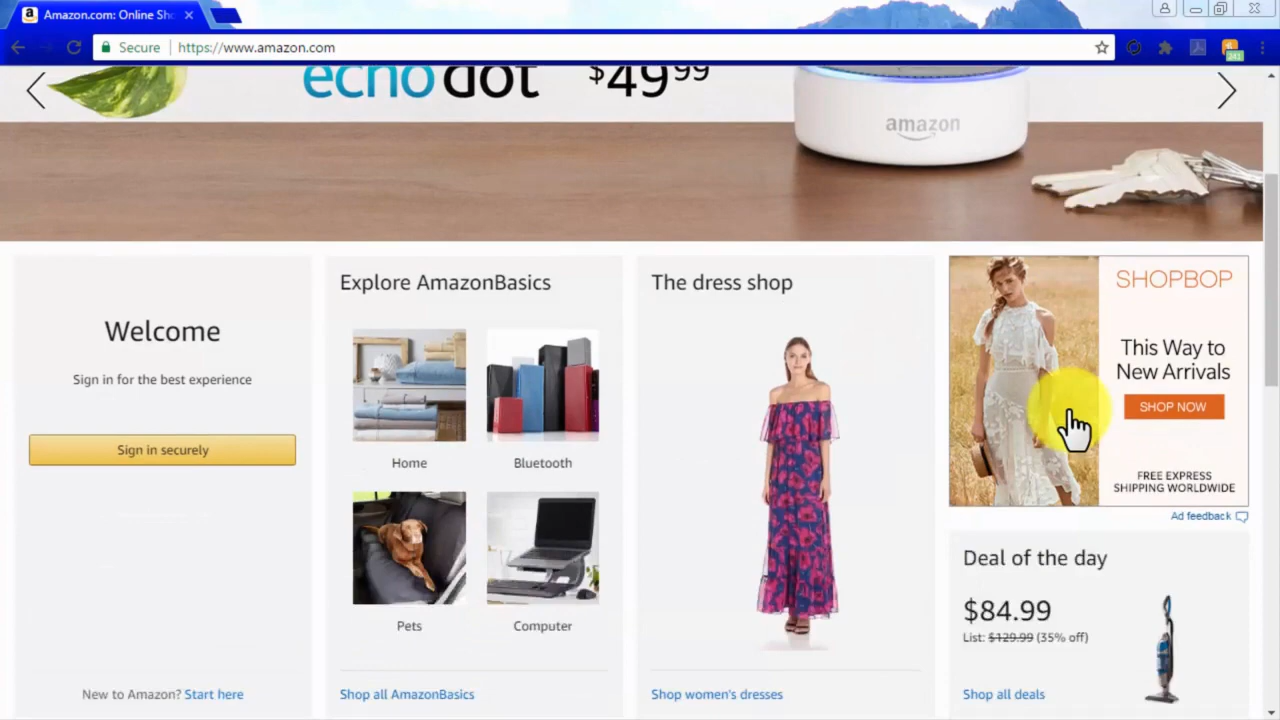 Amazon.com: Online Sho
Secure
https://www.amazon.com
echo dot $49.99
amazon
Welcome
Sign in for the best experience
Sign in securely
New to Amazon? Start here
Explore AmazonBasics
Home
Bluetooth
Pets
Computer
Shop all AmazonBasics
The dress shop
Shop women's dresses
SHOPBOP
This Way to
New Arrivals
SHOP NOW
FREE EXPRESS
SHIPPING WORLDWIDE
Ad feedback
Deal of the day
$84.99
List: $129.99 (35% off)
Shop all deals